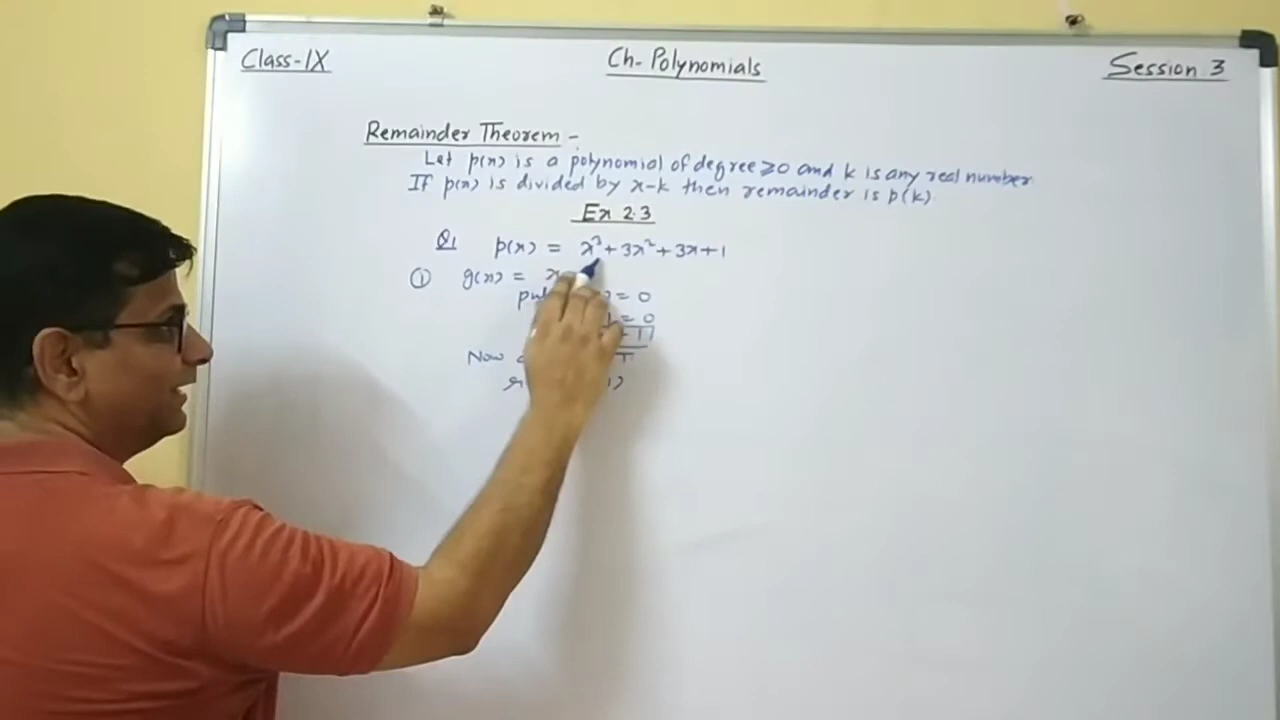 Class-IX
Ch- Polynomials
Session 3
Remainder Theorem -
Let p(x) is a polynomial of degree ⩾0 and k is any real number
If p(x) is divided by x-k then remainder is p(k)
Ex 2.3
Q1 p(x) = x³+3x²+3x+1
① g(x) = x
put = 0
1 = 0
Now